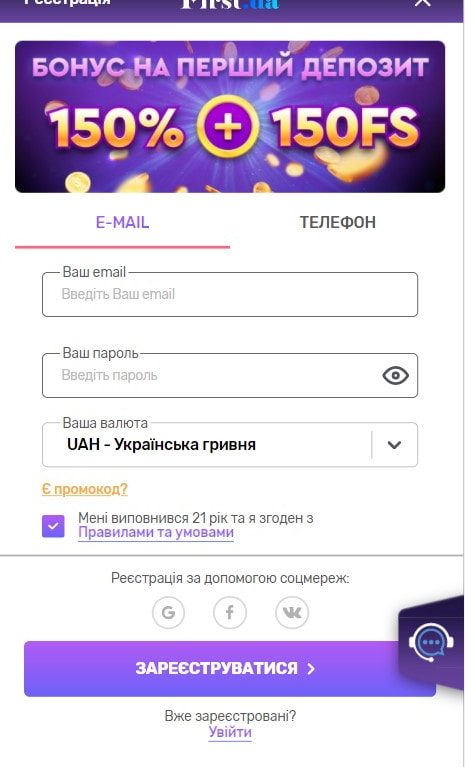 Реєстрація
First.ua
БОНУС НА ПЕРШИЙ ДЕПОЗИТ
150% + 150FS
E-MAIL
ТЕЛЕФОН
Ваш email
Введіть Ваш email
Ваш пароль
Введіть пароль
Ваша валюта
UAH - Українська гривня
Є промокод?
Мені виповнився 21 рік та я згоден з
Правилами та умовами
Реєстрація за допомогою соцмереж:
ЗАРЕЄСТРУВАТИСЯ
Вже зареєстровані?
Увійти